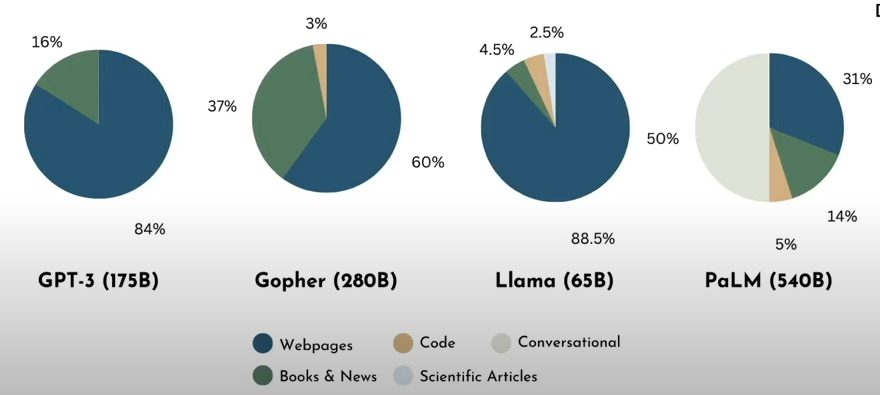 16%
84%
GPT-3 (175B)
3%
37%
60%
Gopher (280B)
2.5%
4.5%
88.5%
Llama (65B)
31%
50%
14%
5%
PaLM (540B)
Webpages
Code
Conversational
Books & News
Scientific Articles